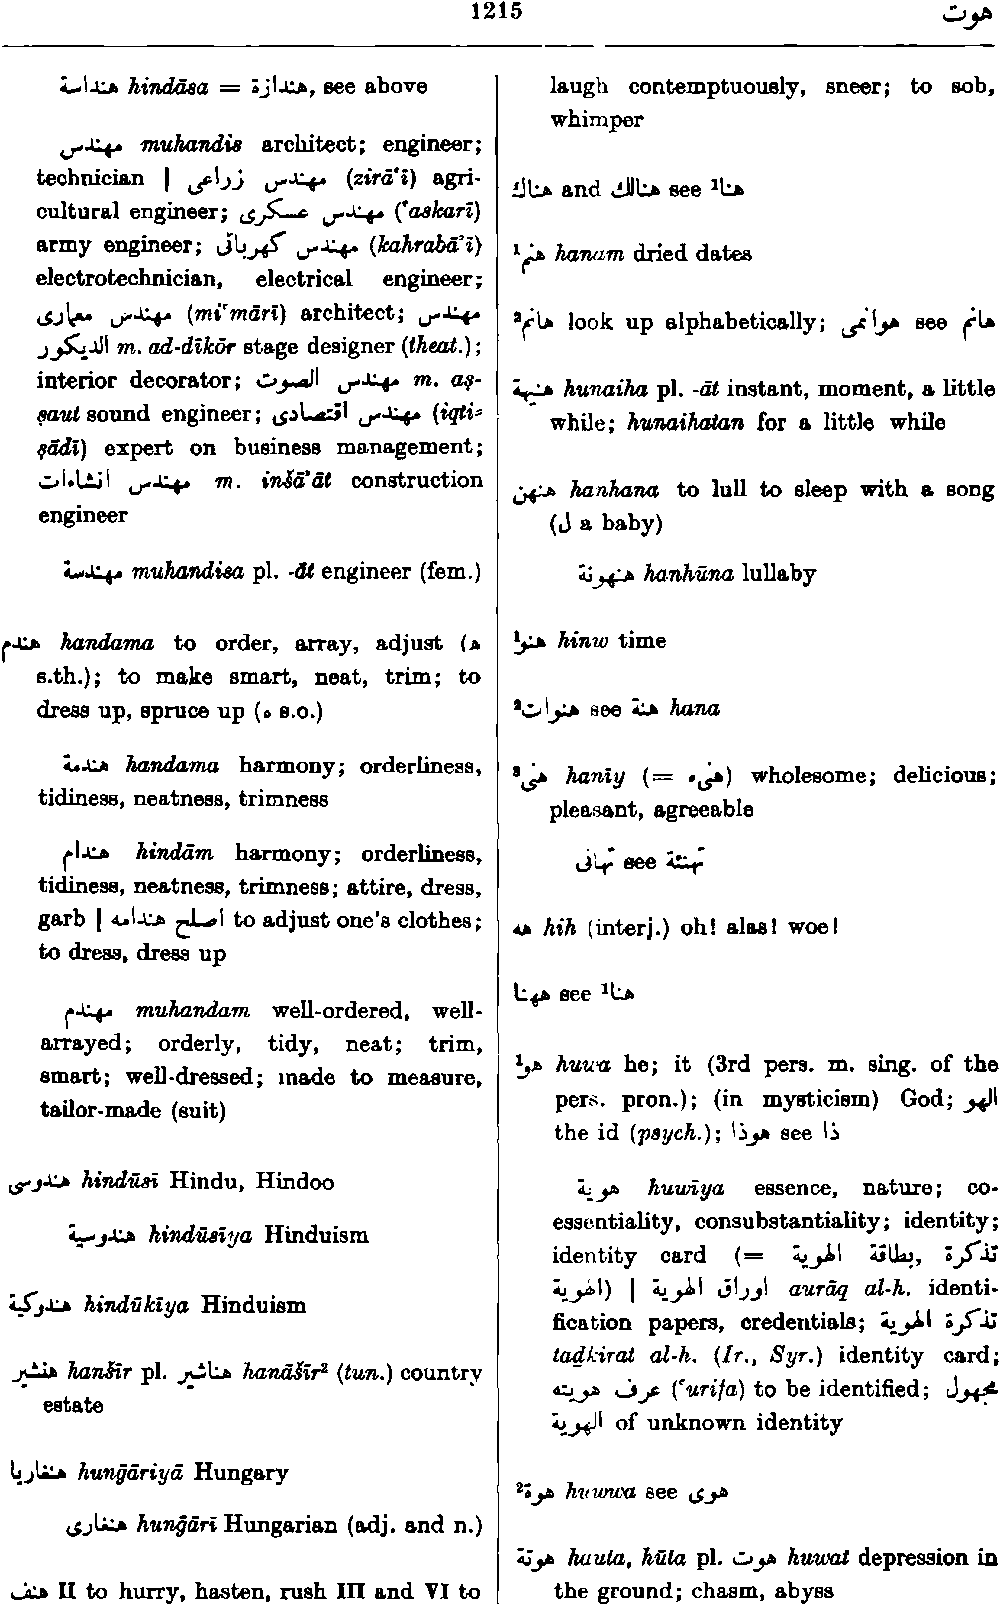 1215
هوت
هنداسة hindāsa = هندازة, see above
مهندس muhandis architect; engineer;
technician | مهندس زراعى (zirā‘ī) agri-
cultural engineer; مهندس عسكرى (‘askarī)
army engineer; مهندس كهربائى (kahrabā’ī)
electrotechnician, electrical engineer;
مهندس معمارى (mi‘mārī) architect; مهندس
الديكور m. ad-dīkōr stage designer (theat.);
interior decorator; مهندس الصوت m. aṣ-
ṣaut sound engineer; مهندس اقتصادى (iqti-
ṣādī) expert on business management;
مهندس انشاءات m. inšā’āt construction
engineer
مهندسة muhandisa pl. -āt engineer (fem.)
هندم handama to order, array, adjust (ه
s.th.); to make smart, neat, trim; to
dress up, spruce up (ه s.o.)
هندمة handama harmony; orderliness,
tidiness, neatness, trimness
هندام hindām harmony; orderliness,
tidiness, neatness, trimness; attire, dress,
garb | اصلح هندامه to adjust one's clothes;
to dress, dress up
مهندم muhandam well-ordered, well-
arrayed; orderly, tidy, neat; trim,
smart; well-dressed; made to measure,
tailor-made (suit)
هندوسى hindūsī Hindu, Hindoo
هندوسية hindūsīya Hinduism
هندوكية hindūkīya Hinduism
هنشير hanšīr pl. هناشير hanāšīr² (tun.) country
estate
هنغاريا hunḡāriyā Hungary
هنغارى hunḡārī Hungarian (adj. and n.)
هنف II to hurry, hasten, rush III and VI to
laugh contemptuously, sneer; to sob,
whimper
هناك and هنالك see ¹هنا
¹هنم hanam dried dates
²هانم look up alphabetically; هوانمى see هانم
هنيهة hunaiha pl. -āt instant, moment, a little
while; hunaihatan for a little while
هنهن hanhana to lull to sleep with a song
(ل a baby)
هنهونة hanhūna lullaby
¹هنو hinw time
²هنوات see هنة hana
³هنى hanīy (= هنىء) wholesome; delicious;
pleasant, agreeable
تهانى see تهنئة
هه hih (interj.) oh! alas! woe!
ههنا see ¹هنا
¹هو huwa he; it (3rd pers. m. sing. of the
pers. pron.); (in mysticism) God; الهو
the id (psych.); هوذا see ذا
هوية huwīya essence, nature; co-
essentiality, consubstantiality; identity;
identity card (= بطاقة الهوية, تذكرة
الهوية) | اوراق الهوية aurāq al-h. identi-
fication papers, credentials; تذكرة الهوية
taḏkirat al-h. (Ir., Syr.) identity card;
عرف هويته (‘urifa) to be identified; مجهول
الهوية of unknown identity
²هوة huwwa see هوى
هوتة hauta, hūta pl. هوت huwat depression in
the ground; chasm, abyss